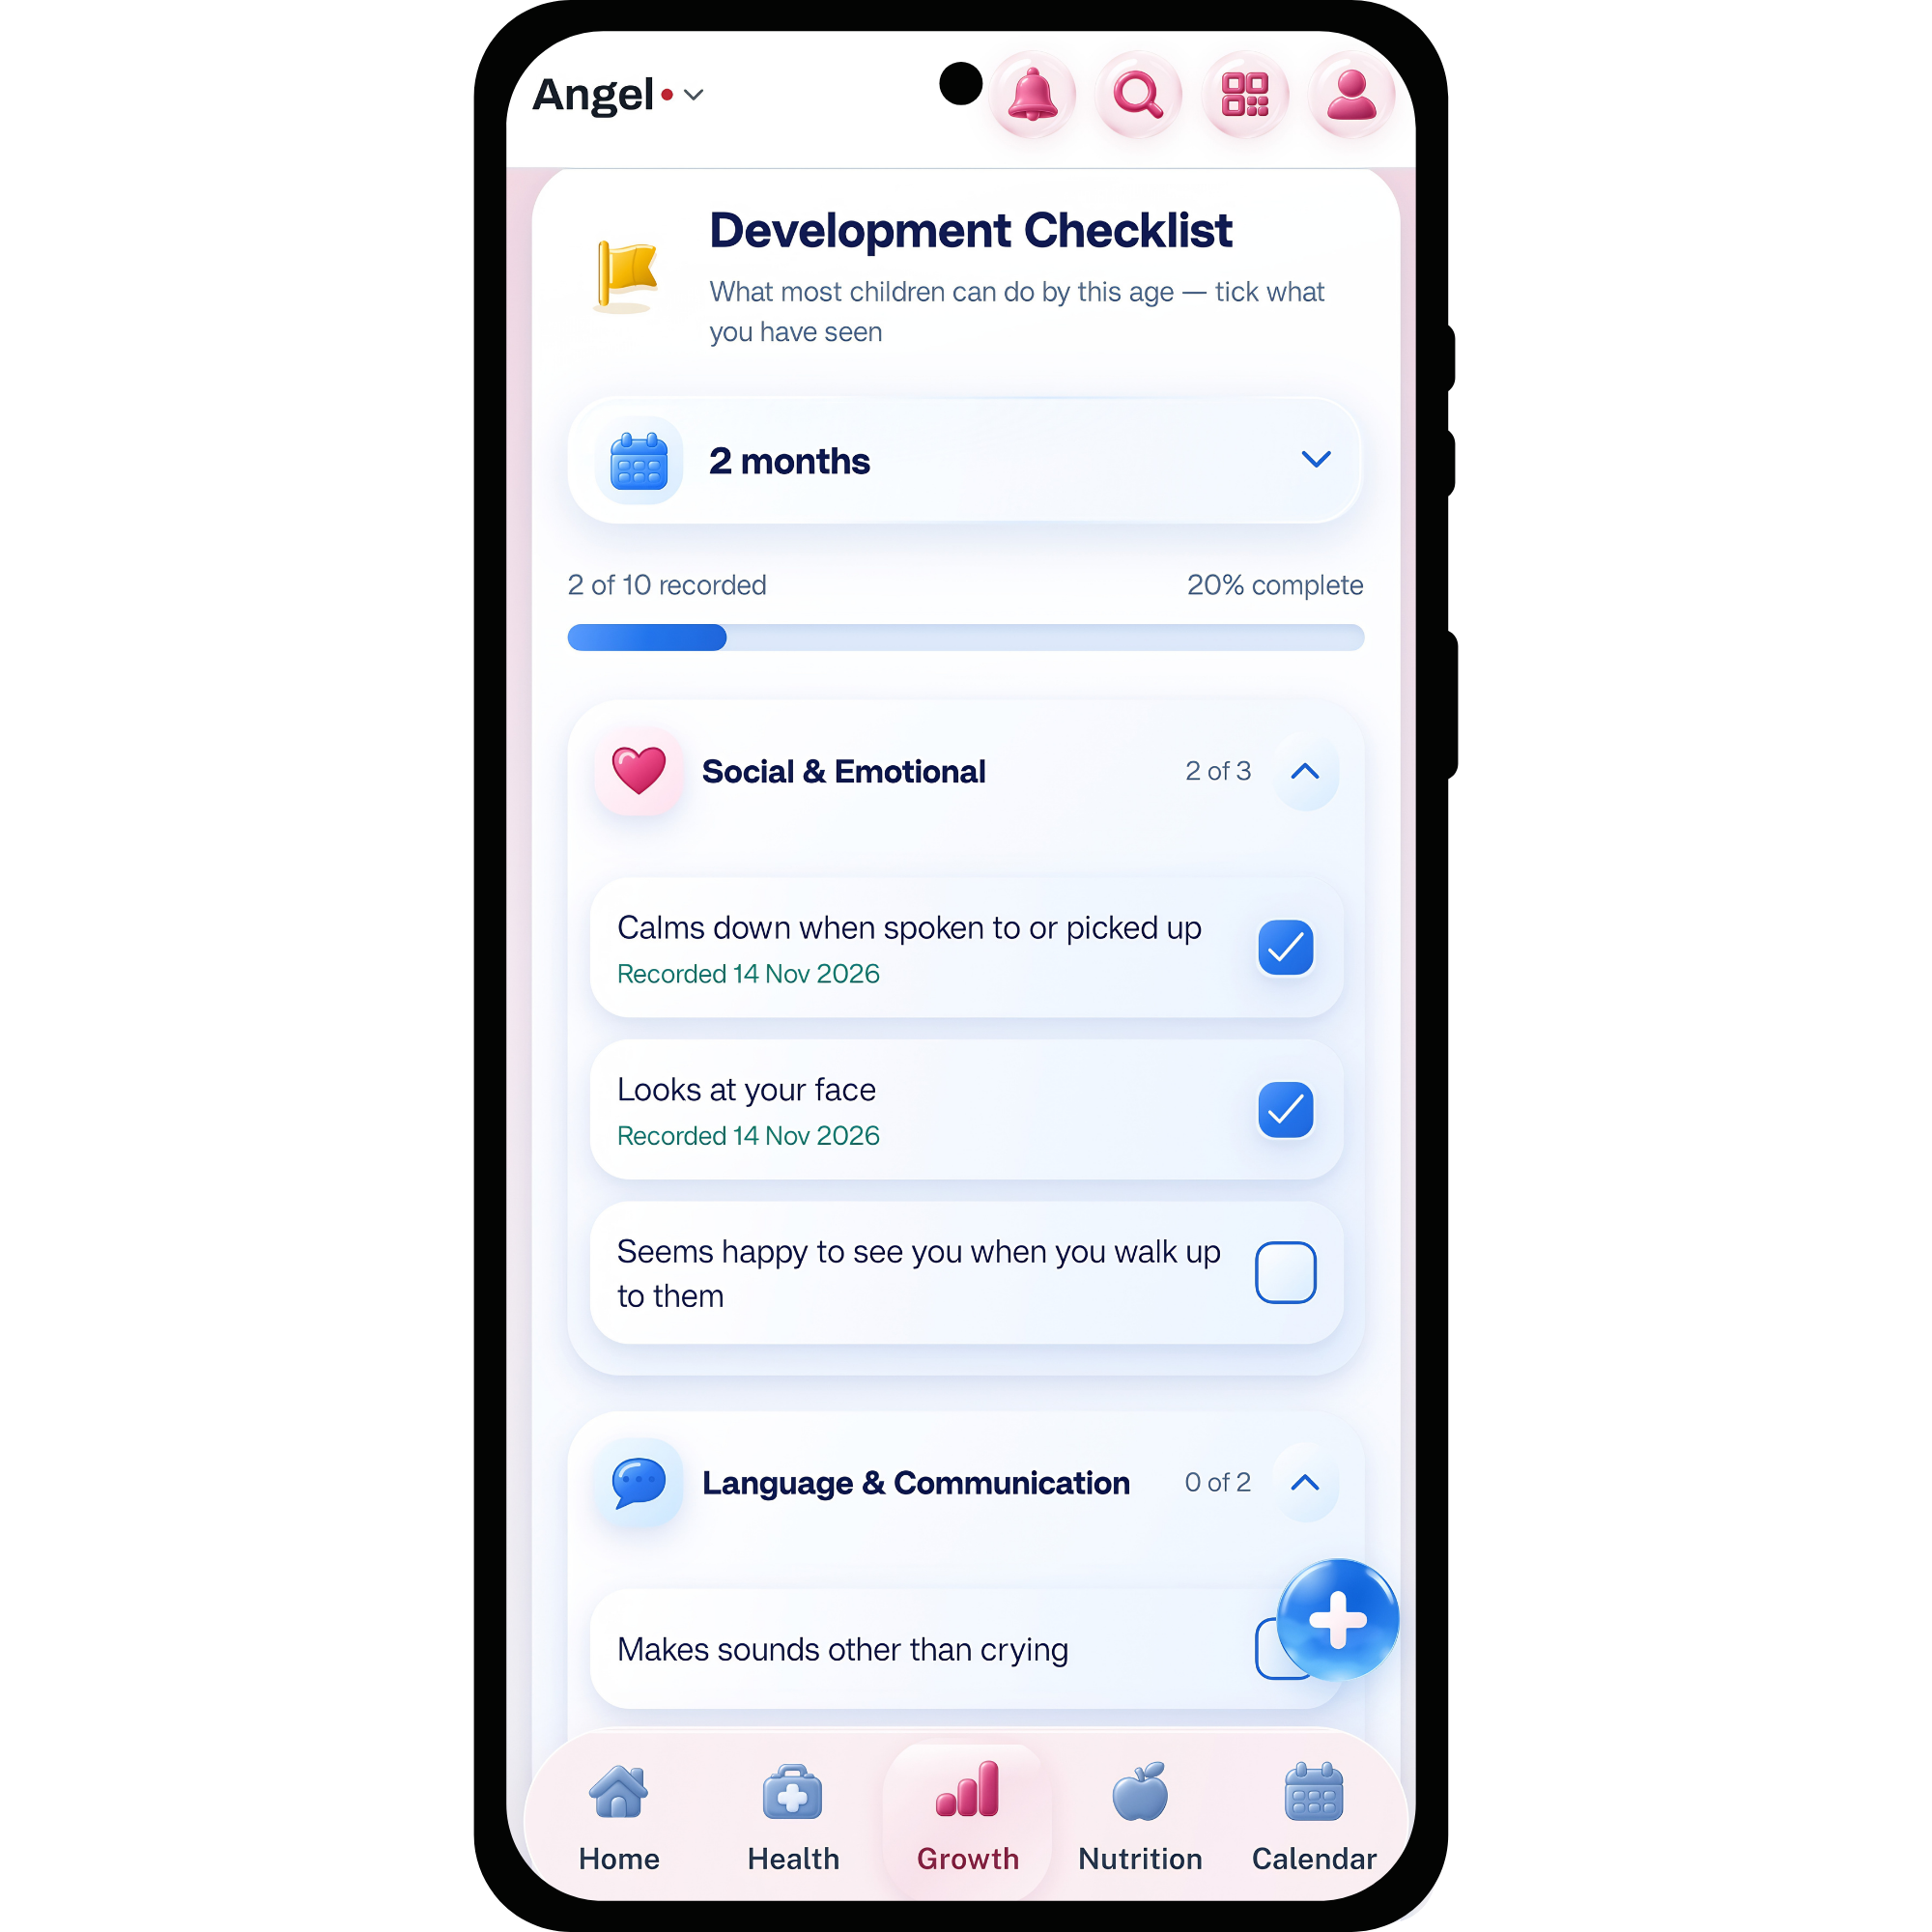 Angel
Development Checklist
What most children can do by this age — tick what
you have seen
2 months
2 of 10 recorded
20% complete
Social & Emotional
2 of 3
Calms down when spoken to or picked up
Recorded 14 Nov 2026
Looks at your face
Recorded 14 Nov 2026
Seems happy to see you when you walk up
to them
Language & Communication
0 of 2
Makes sounds other than crying
Home
Health
Growth
Nutrition
Calendar